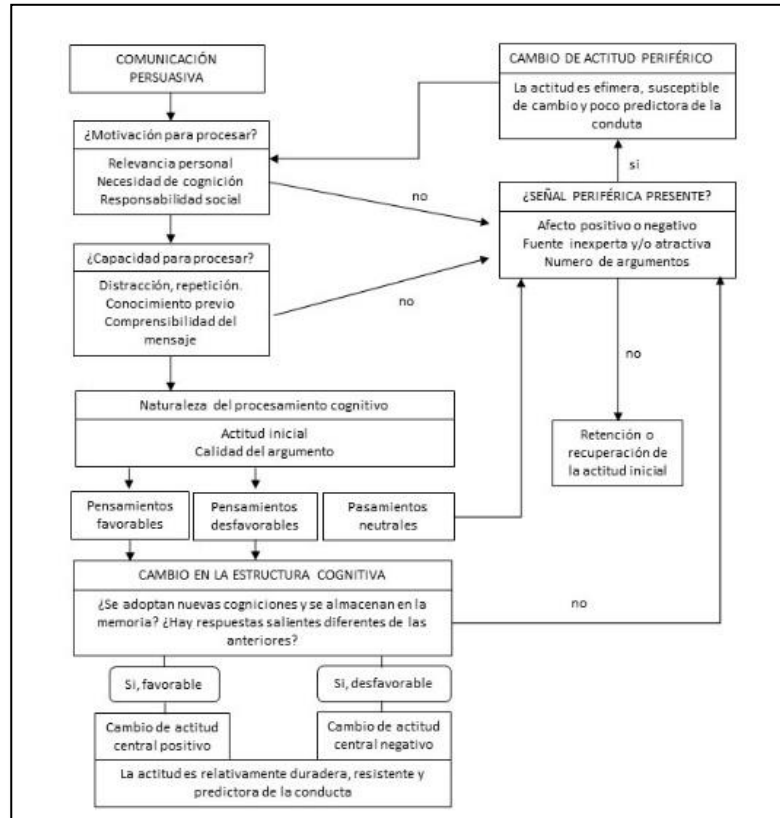 COMUNICACIÓN
PERSUASIVA
¿Motivación para procesar?
Relevancia personal
Necesidad de cognición
Responsabilidad social
no
¿Capacidad para procesar?
Distracción, repetición.
Conocimiento previo
Comprensibilidad del
mensaje
no
Naturaleza del procesamiento cognitivo
Actitud inicial
Calidad del argumento
Pensamientos
favorables
Pensamientos
desfavorables
Pasamientos
neutrales
CAMBIO EN LA ESTRUCTURA COGNITIVA
¿Se adoptan nuevas cogniciones y se almacenan en la
memoria? ¿Hay respuestas salientes diferentes de las
anteriores?
no
Si, favorable
Si, desfavorable
Cambio de actitud
central positivo
Cambio de actitud
central negativo
La actitud es relativamente duradera, resistente y
predictora de la conducta
CAMBIO DE ACTITUD PERIFÉRICO
La actitud es efímera, susceptible
de cambio y poco predictora de la
conduta
si
¿SEÑAL PERIFÉRICA PRESENTE?
Afecto positivo o negativo
Fuente inexperta y/o atractiva
Numero de argumentos
no
Retención o
recuperación de
la actitud inicial